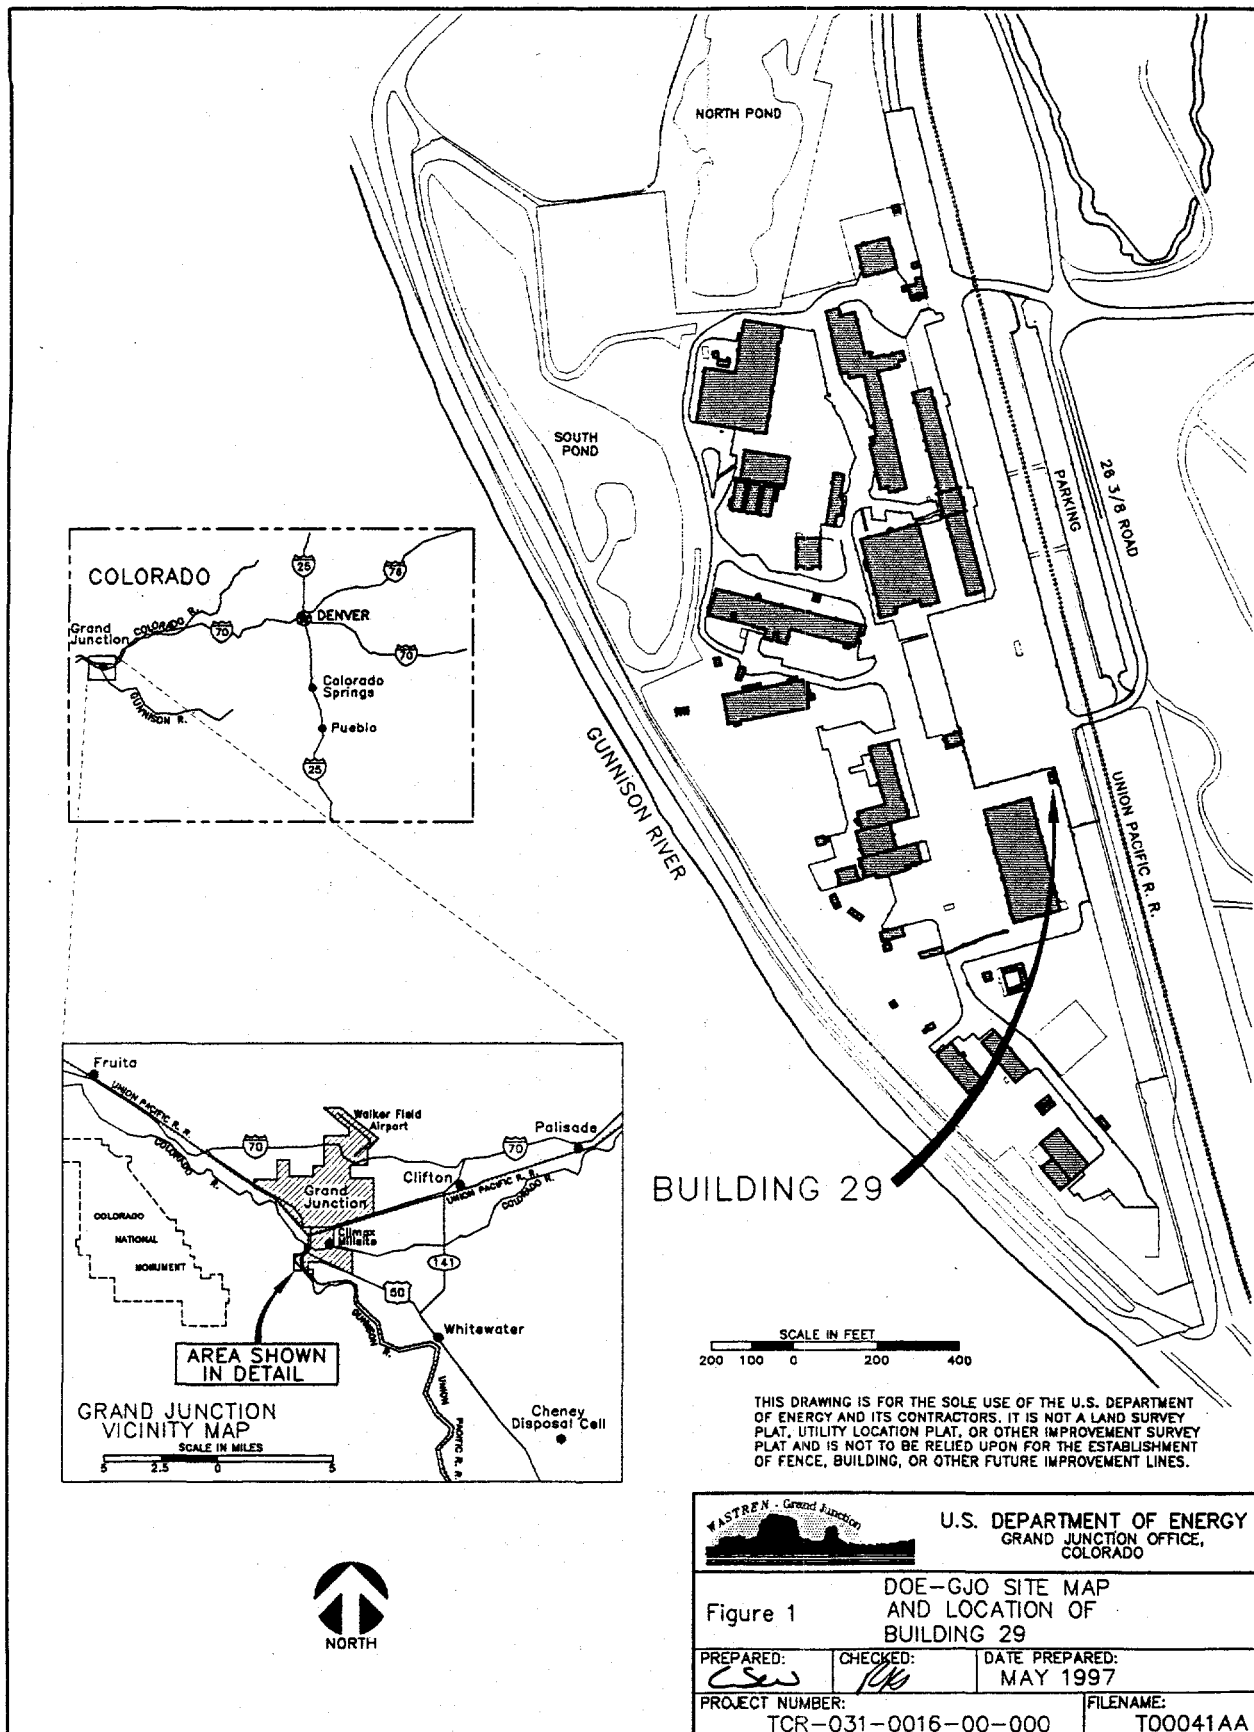 NORTH POND
SOUTH
POND
PARKING
26 3/8 ROAD
UNION PACIFIC R. R.
GUNNISON RIVER
BUILDING 29
COLORADO
25
76
DENVER
Grand
Junction
COLORADO R.
70
70
GUNNISON R.
Colorado
Springs
Pueblo
25
Fruita
UNION PACIFIC R. R.
COLORADO R.
70
Walker Field
Airport
Palisade
70
Clifton
UNION PACIFIC R. R.
COLORADO R.
Grand
Junction
Climax
Millsite
COLORADO
NATIONAL
MONUMENT
141
50
GUNNISON R.
Whitewater
AREA SHOWN
IN DETAIL
UNION PACIFIC R. R.
Cheney
Disposal Cell
GRAND JUNCTION
VICINITY MAP
SCALE IN MILES
5 2.5 0 5
NORTH
SCALE IN FEET
200 100 0 200 400
THIS DRAWING IS FOR THE SOLE USE OF THE U.S. DEPARTMENT
OF ENERGY AND ITS CONTRACTORS. IT IS NOT A LAND SURVEY
PLAT, UTILITY LOCATION PLAT, OR OTHER IMPROVEMENT SURVEY
PLAT AND IS NOT TO BE RELIED UPON FOR THE ESTABLISHMENT
OF FENCE, BUILDING, OR OTHER FUTURE IMPROVEMENT LINES.
WASTREN - Grand Junction
U.S. DEPARTMENT OF ENERGY
GRAND JUNCTION OFFICE,
COLORADO
Figure 1
DOE-GJO SITE MAP
AND LOCATION OF
BUILDING 29
PREPARED:
CHECKED:
DATE PREPARED:
MAY 1997
PROJECT NUMBER:
TCR-031-0016-00-000
FILENAME:
T00041AA